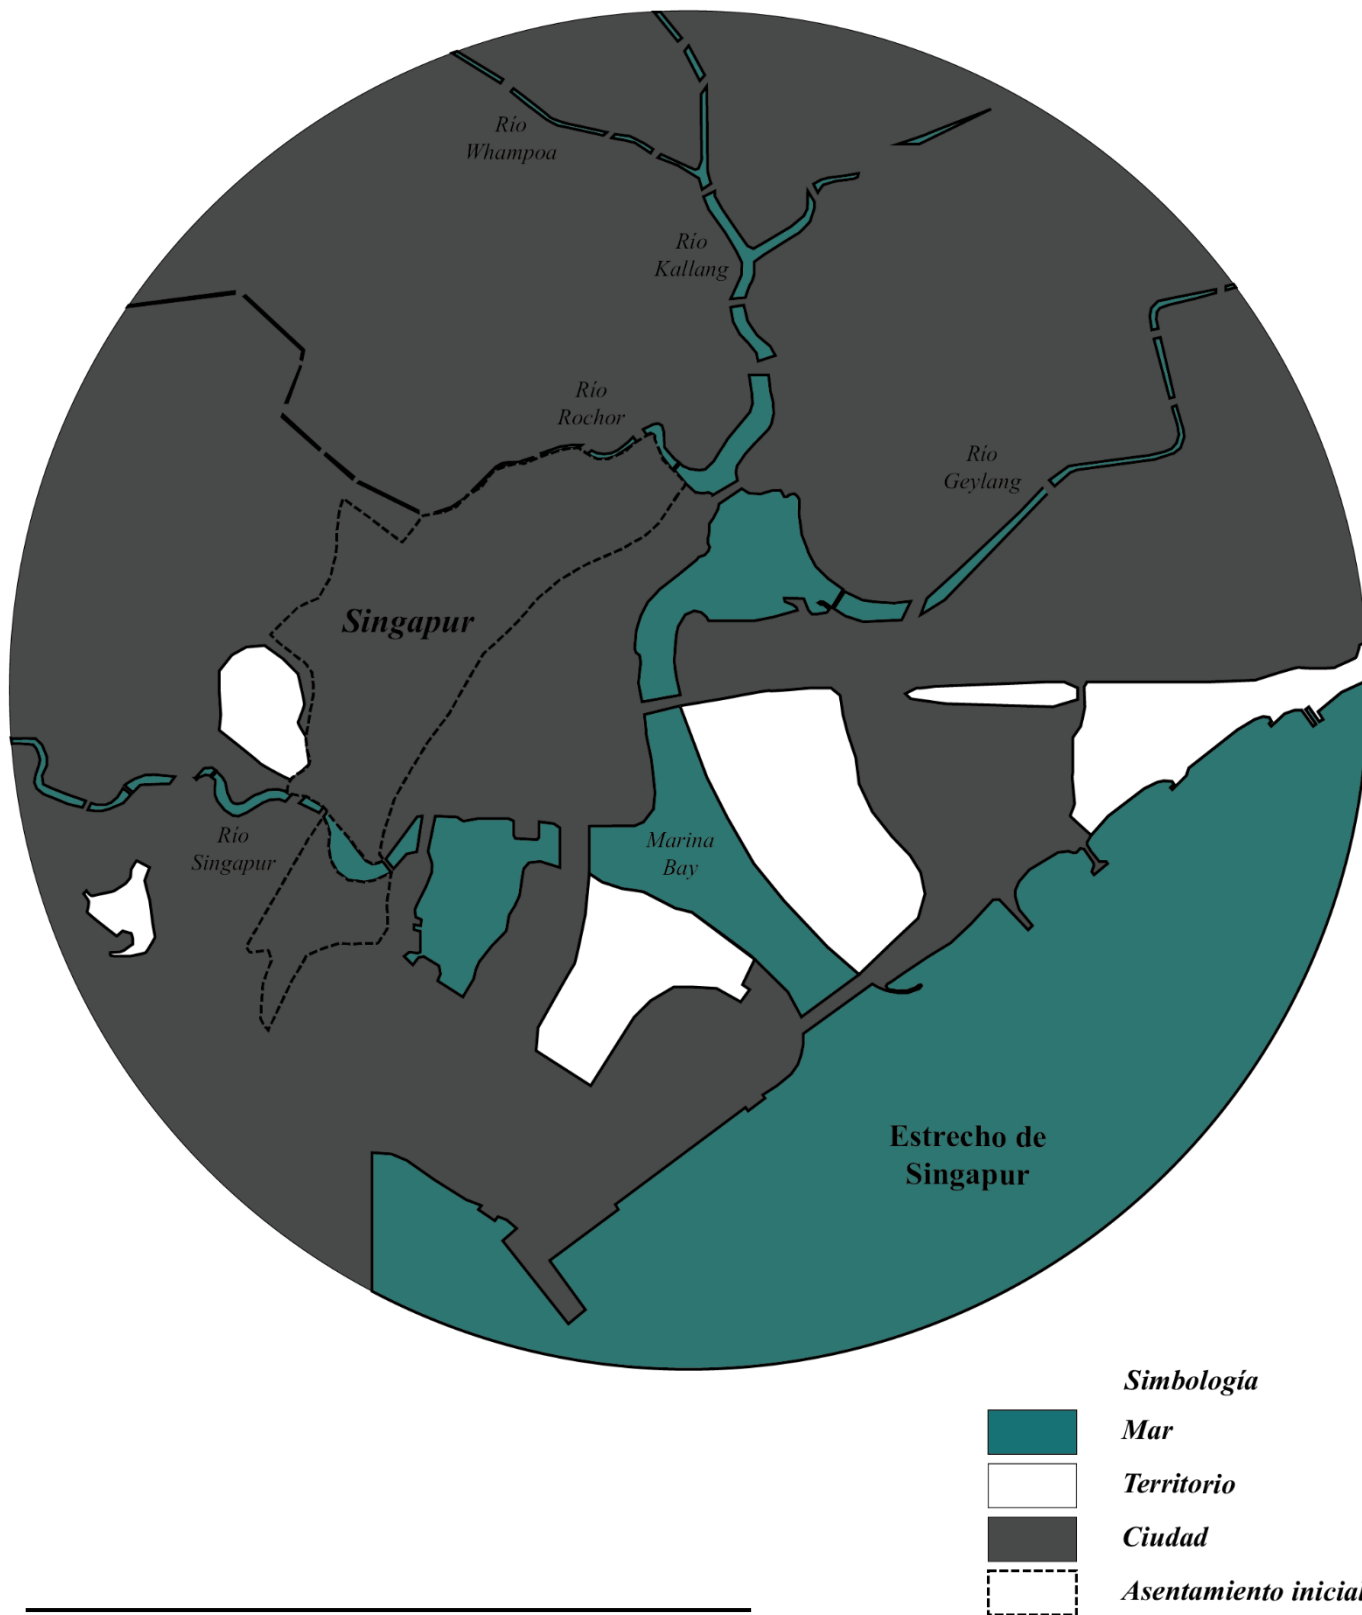 Río
Whampoa
Río
Kallang
Río
Rochor
Río
Geylang
Singapur
Río
Singapur
Marina
Bay
Estrecho de
Singapur
Simbología
Mar
Territorio
Ciudad
Asentamiento inicial